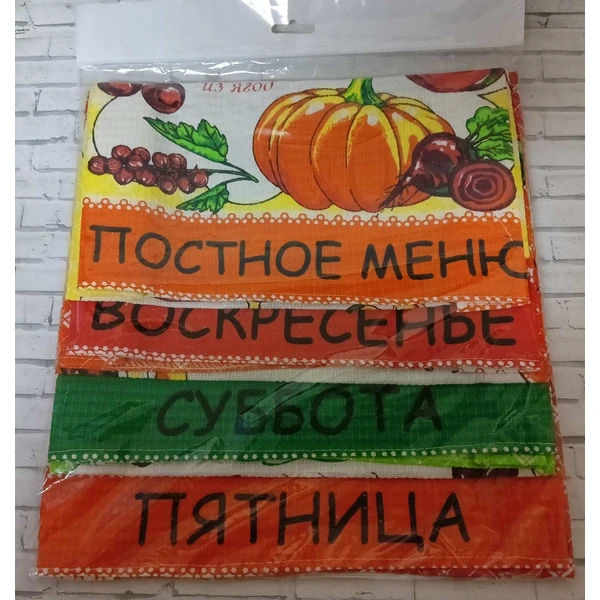 из ягод
ПОСТНОЕ МЕНЮ
ВОСКРЕСЕНЬЕ
СУББОТА
ПЯТНИЦА